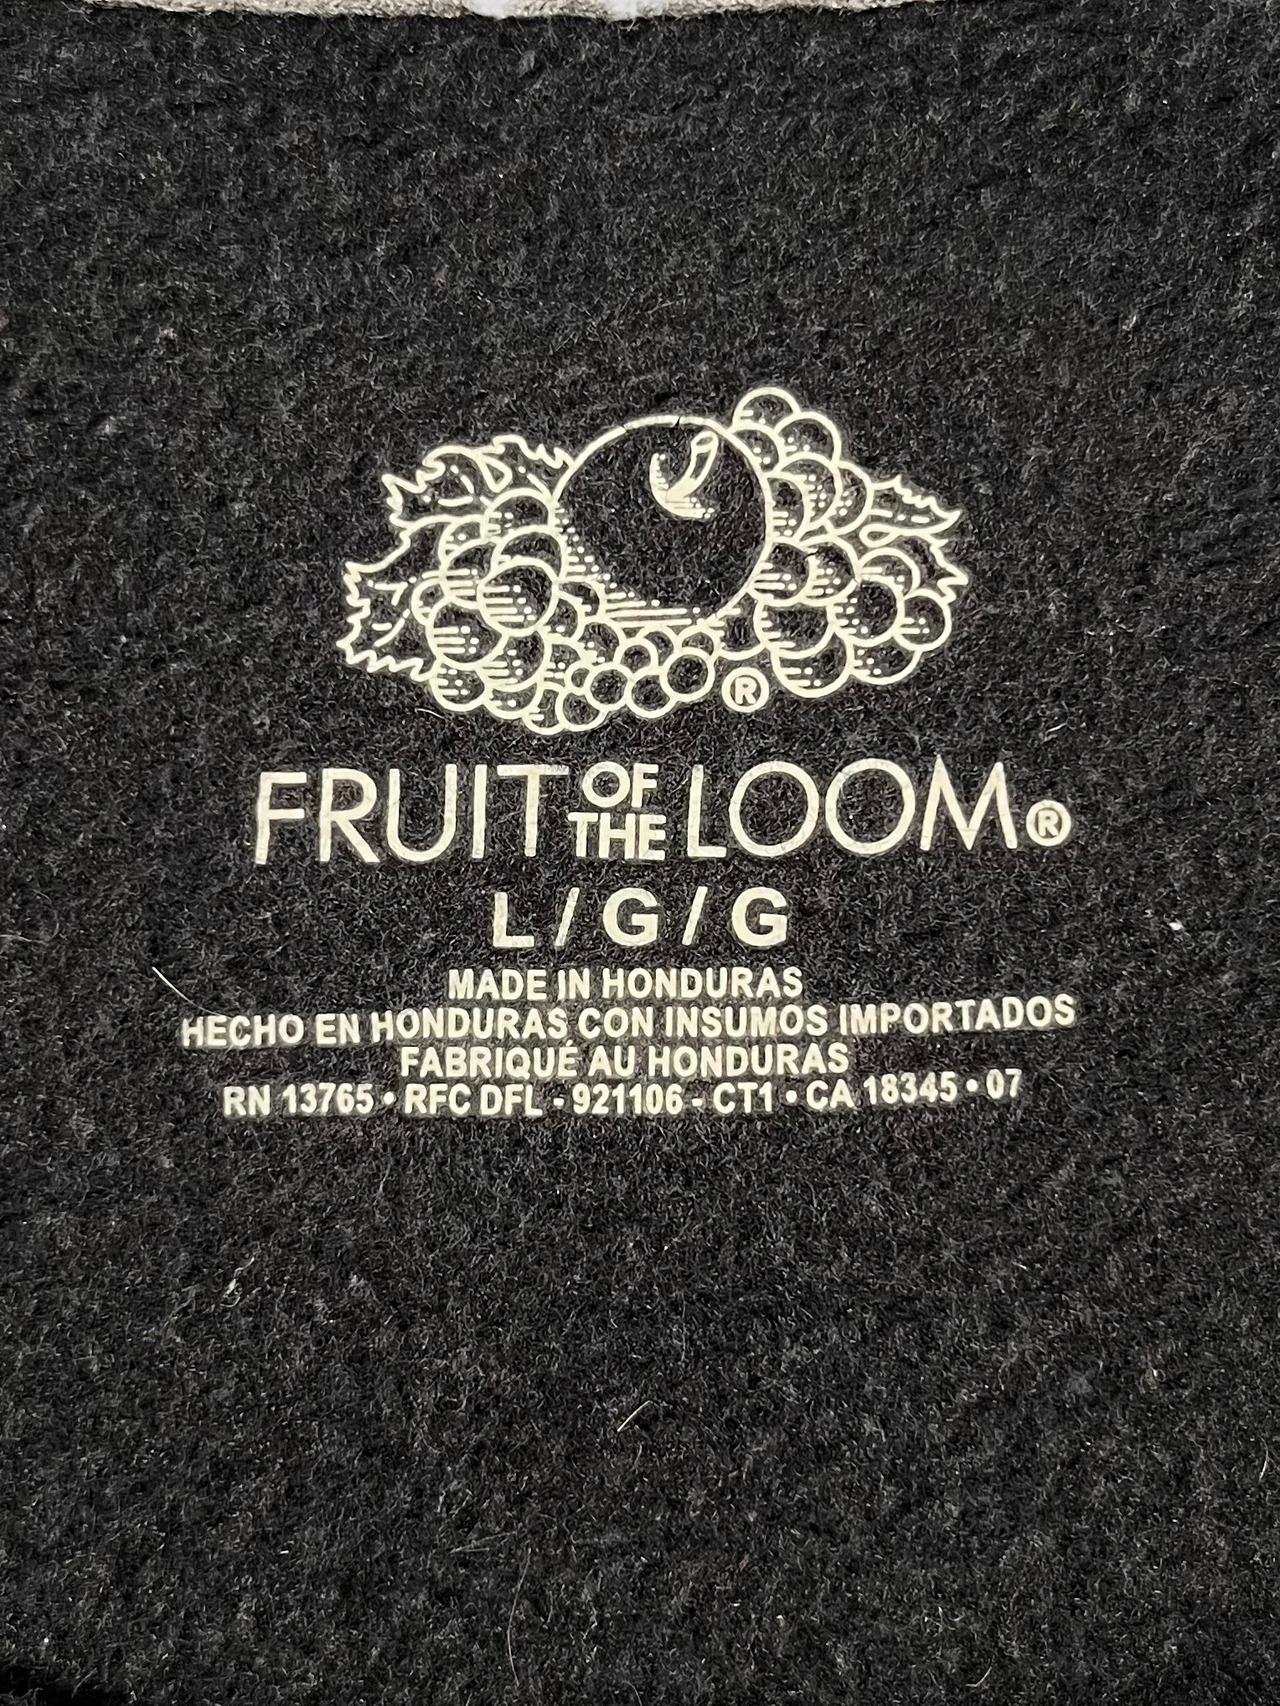 ®
FRUIT OF THE LOOM®
L / G / G
MADE IN HONDURAS
HECHO EN HONDURAS CON INSUMOS IMPORTADOS
FABRIQUÉ AU HONDURAS
RN 13765 • RFC DFL - 921106 - CT1 • CA 18345 • 07